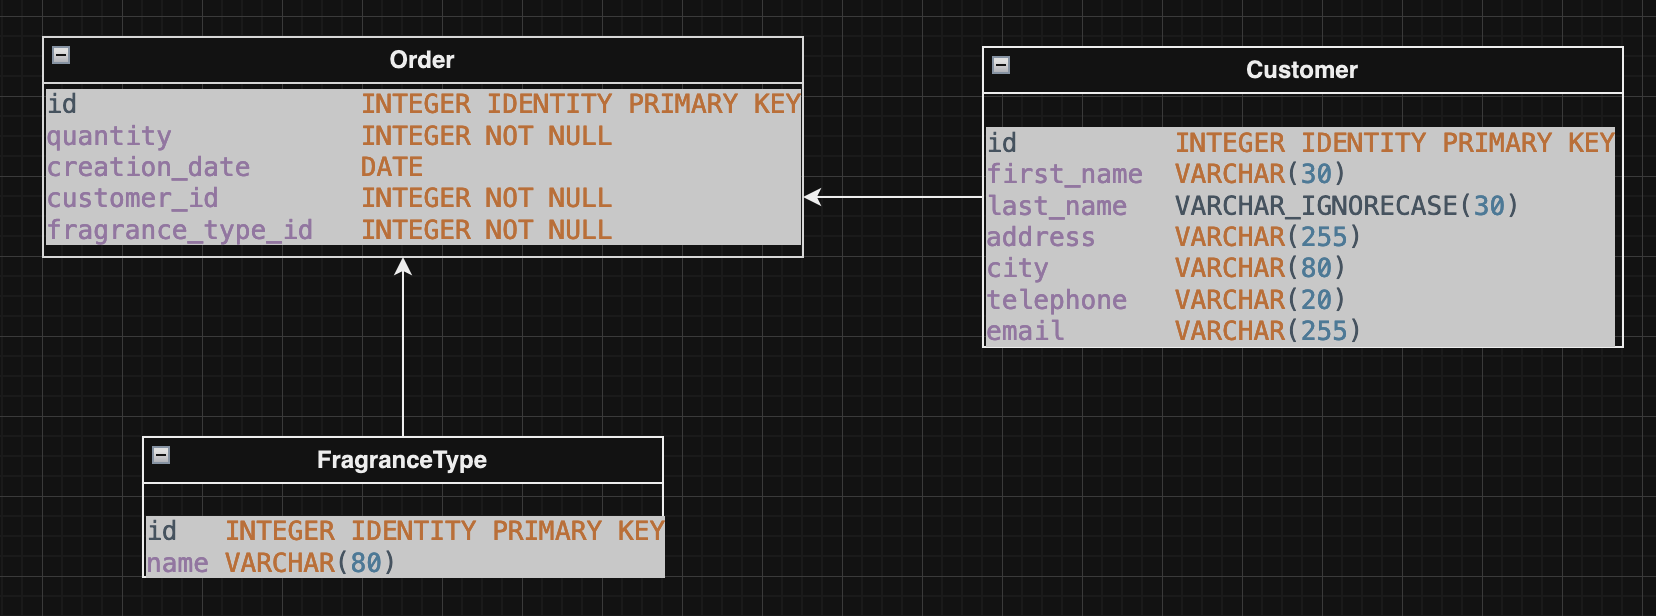 Order
id INTEGER IDENTITY PRIMARY KEY
quantity INTEGER NOT NULL
creation_date DATE
customer_id INTEGER NOT NULL
fragrance_type_id INTEGER NOT NULL
Customer
id INTEGER IDENTITY PRIMARY KEY
first_name VARCHAR(30)
last_name VARCHAR_IGNORECASE(30)
address VARCHAR(255)
city VARCHAR(80)
telephone VARCHAR(20)
email VARCHAR(255)
FragranceType
id INTEGER IDENTITY PRIMARY KEY
name VARCHAR(80)